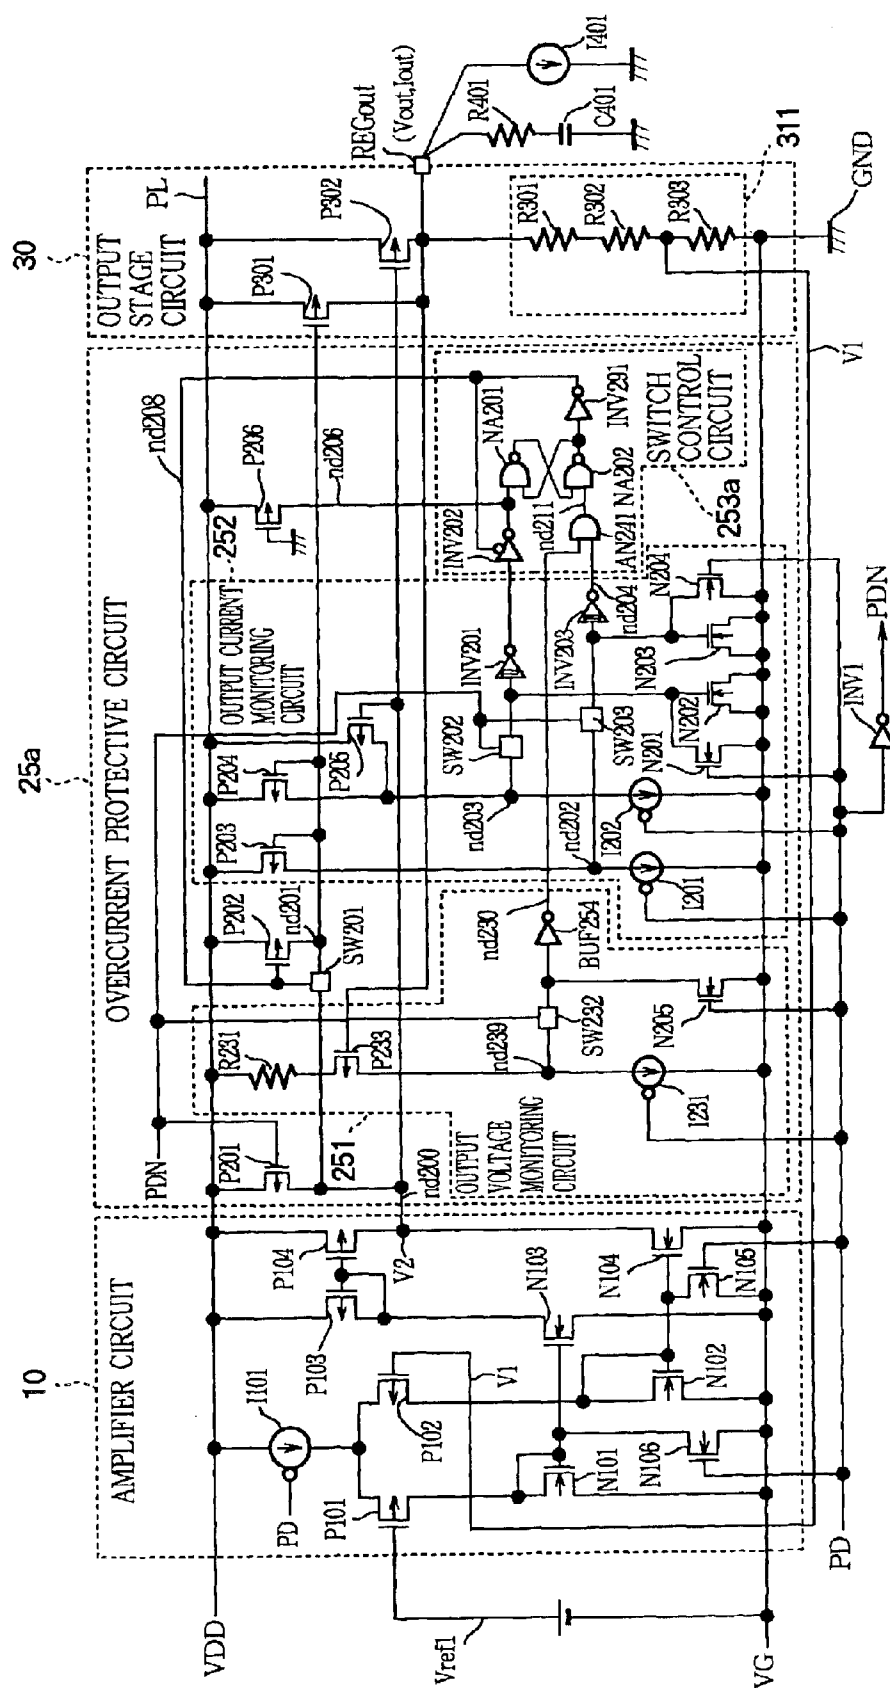 10
AMPLIFIER CIRCUIT
VDD
I101
PD
P101
P102
P103
P104
V1
V2
N101
N102
N103
N104
N105
N106
Vref1
VG
PD
25a
OVERCURRENT PROTECTIVE CIRCUIT
PDN
P201
251
OUTPUT
VOLTAGE
MONITORING
CIRCUIT
nd200
R231
P233
nd239
SW232
BUF254
nd230
I231
N205
P202
nd201
SW201
252
OUTPUT CURRENT
MONITORING
CIRCUIT
P203
P204
P205
SW202
nd203
nd202
SW203
I201
I202
INV201
INV203
nd204
N201
N202
N203
N204
nd208
P206
nd206
INV202
NA201
NA202
nd211
AN241
INV291
253a
SWITCH
CONTROL
CIRCUIT
INV1
PDN
30
OUTPUT
STAGE
CIRCUIT
PL
P301
P302
REGout
(Vout,Iout)
R301
R302
R303
311
GND
V1
R401
C401
I401